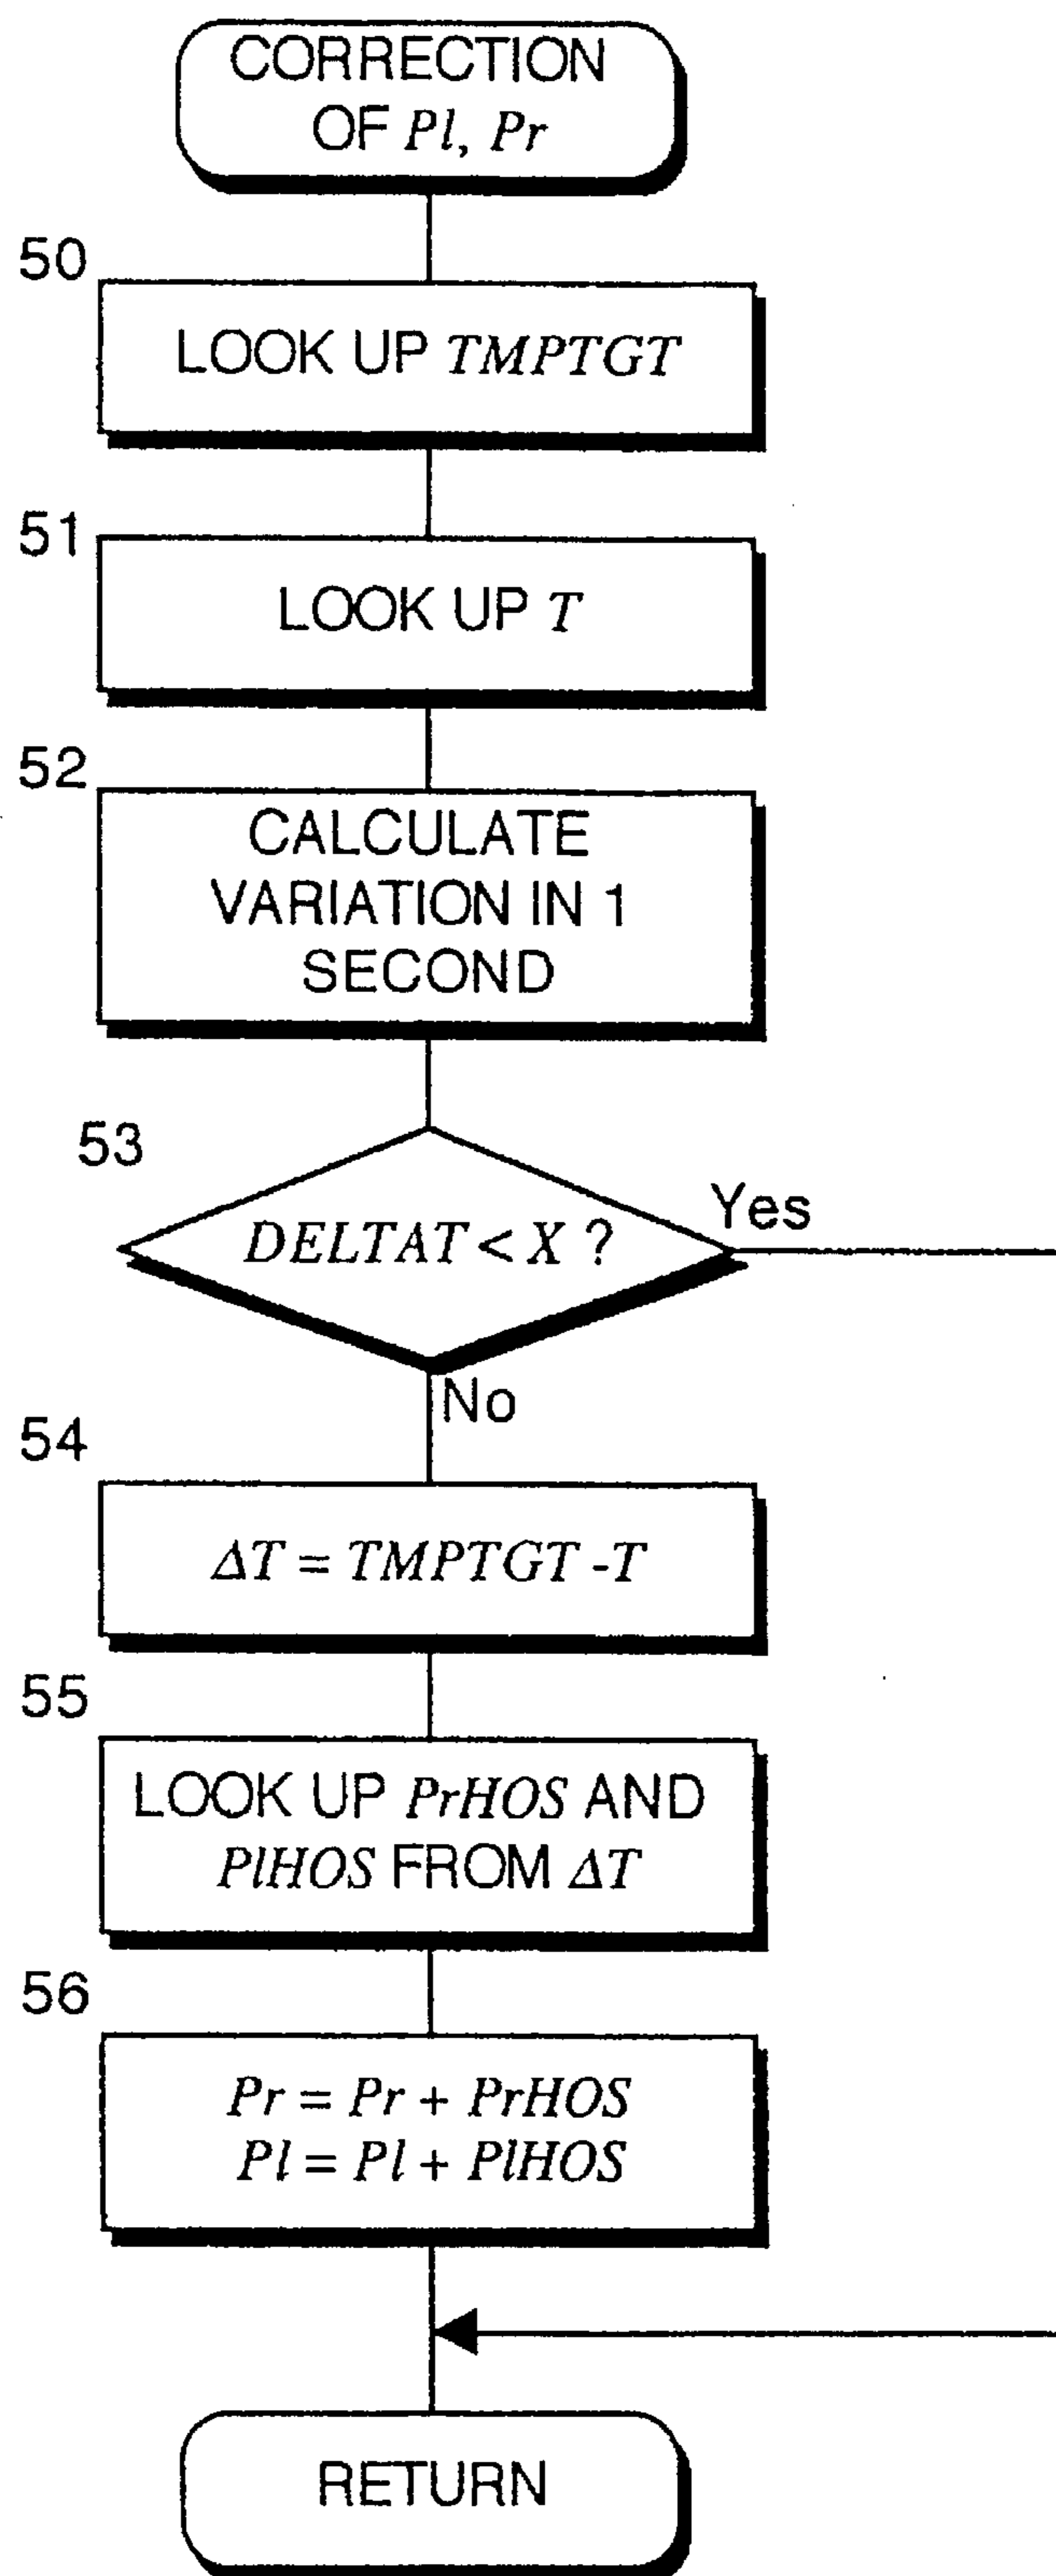 CORRECTION
OF Pl, Pr
50
LOOK UP TMPTGT
51
LOOK UP T
52
CALCULATE
VARIATION IN 1
SECOND
53
DELTAT < X ?
Yes
No
54
ΔT = TMPTGT -T
55
LOOK UP PrHOS AND
PlHOS FROM ΔT
56
Pr = Pr + PrHOS
Pl = Pl + PlHOS
RETURN